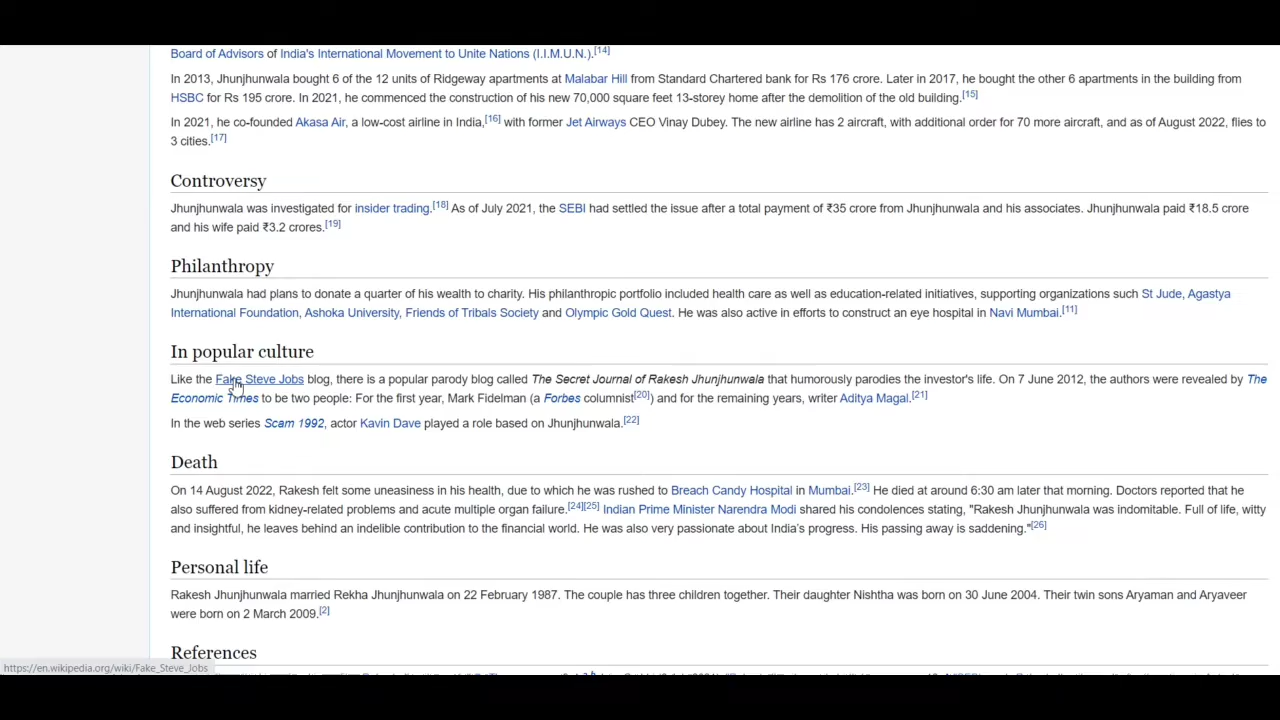 Board of Advisors of India's International Movement to Unite Nations (I.I.M.U.N.).[14]
In 2013, Jhunjhunwala bought 6 of the 12 units of Ridgeway apartments at Malabar Hill from Standard Chartered bank for Rs 176 crore. Later in 2017, he bought the other 6 apartments in the building from
HSBC for Rs 195 crore. In 2021, he commenced the construction of his new 70,000 square feet 13-storey home after the demolition of the old building.[15]
In 2021, he co-founded Akasa Air, a low-cost airline in India,[16] with former Jet Airways CEO Vinay Dubey. The new airline has 2 aircraft, with additional order for 70 more aircraft, and as of August 2022, flies to
3 cities.[17]
Controversy
Jhunjhunwala was investigated for insider trading.[18] As of July 2021, the SEBI had settled the issue after a total payment of ₹35 crore from Jhunjhunwala and his associates. Jhunjhunwala paid ₹18.5 crore
and his wife paid ₹3.2 crores.[19]
Philanthropy
Jhunjhunwala had plans to donate a quarter of his wealth to charity. His philanthropic portfolio included health care as well as education-related initiatives, supporting organizations such St Jude, Agastya
International Foundation, Ashoka University, Friends of Tribals Society and Olympic Gold Quest. He was also active in efforts to construct an eye hospital in Navi Mumbai.[11]
In popular culture
Like the Fake Steve Jobs blog, there is a popular parody blog called The Secret Journal of Rakesh Jhunjhunwala that humorously parodies the investor's life. On 7 June 2012, the authors were revealed by The
Economic Times to be two people: For the first year, Mark Fidelman (a Forbes columnist[20]) and for the remaining years, writer Aditya Magal.[21]
In the web series Scam 1992, actor Kavin Dave played a role based on Jhunjhunwala.[22]
Death
On 14 August 2022, Rakesh felt some uneasiness in his health, due to which he was rushed to Breach Candy Hospital in Mumbai.[23] He died at around 6:30 am later that morning. Doctors reported that he
also suffered from kidney-related problems and acute multiple organ failure.[24][25] Indian Prime Minister Narendra Modi shared his condolences stating, "Rakesh Jhunjhunwala was indomitable. Full of life, witty
and insightful, he leaves behind an indelible contribution to the financial world. He was also very passionate about India's progress. His passing away is saddening."[26]
Personal life
Rakesh Jhunjhunwala married Rekha Jhunjhunwala on 22 February 1987. The couple has three children together. Their daughter Nishtha was born on 30 June 2004. Their twin sons Aryaman and Aryaveer
were born on 2 March 2009.[2]
References
https://en.wikipedia.org/wiki/Fake_Steve_Jobs